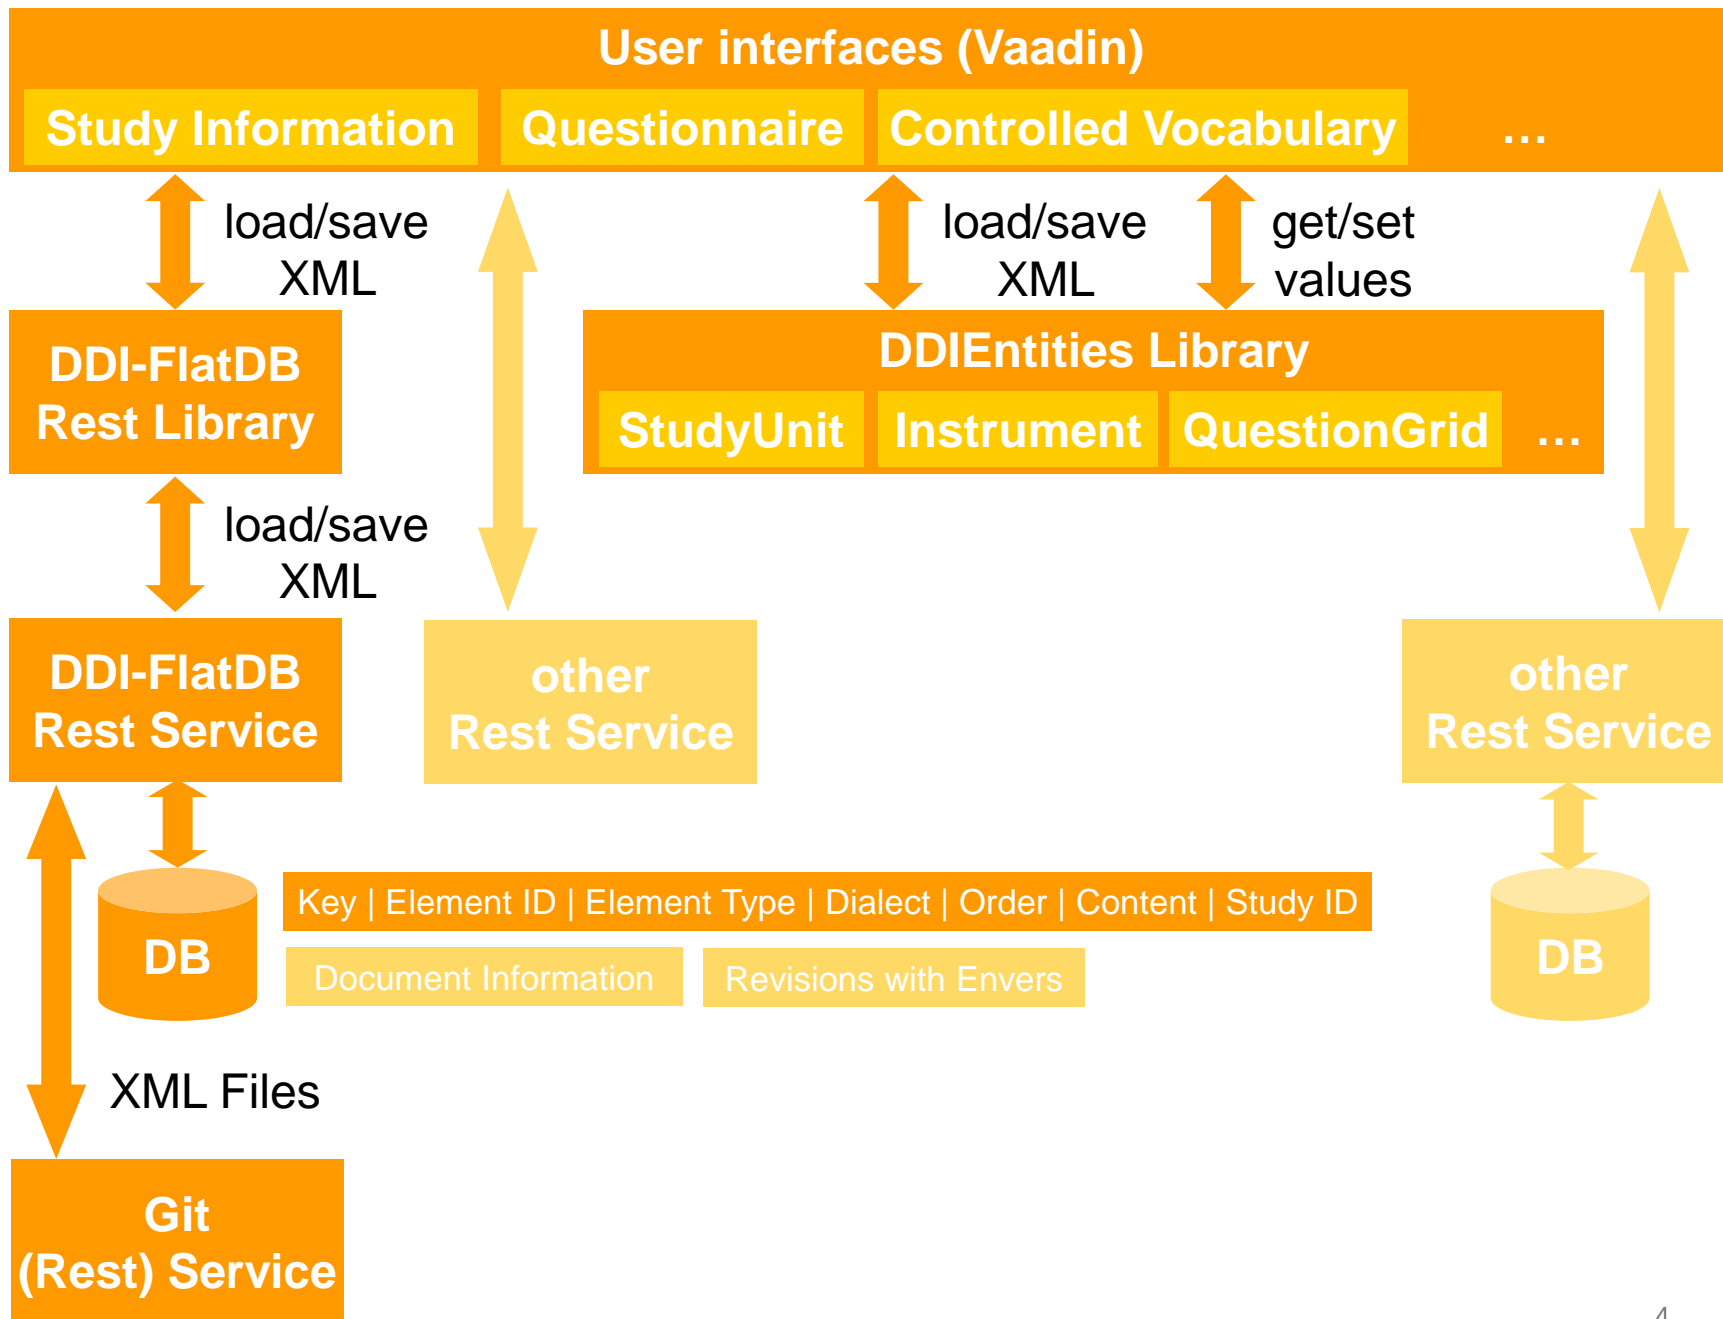 User interfaces (Vaadin)
Study Information
Questionnaire
Controlled Vocabulary
...
load/save
XML
load/save
XML
get/set
values
DDI-FlatDB
Rest Library
DDIEntities Library
StudyUnit
Instrument
QuestionGrid
...
load/save
XML
DDI-FlatDB
Rest Service
other
Rest Service
other
Rest Service
DB
Key | Element ID | Element Type | Dialect | Order | Content | Study ID
Document Information
Revisions with Envers
DB
XML Files
Git
(Rest) Service
4